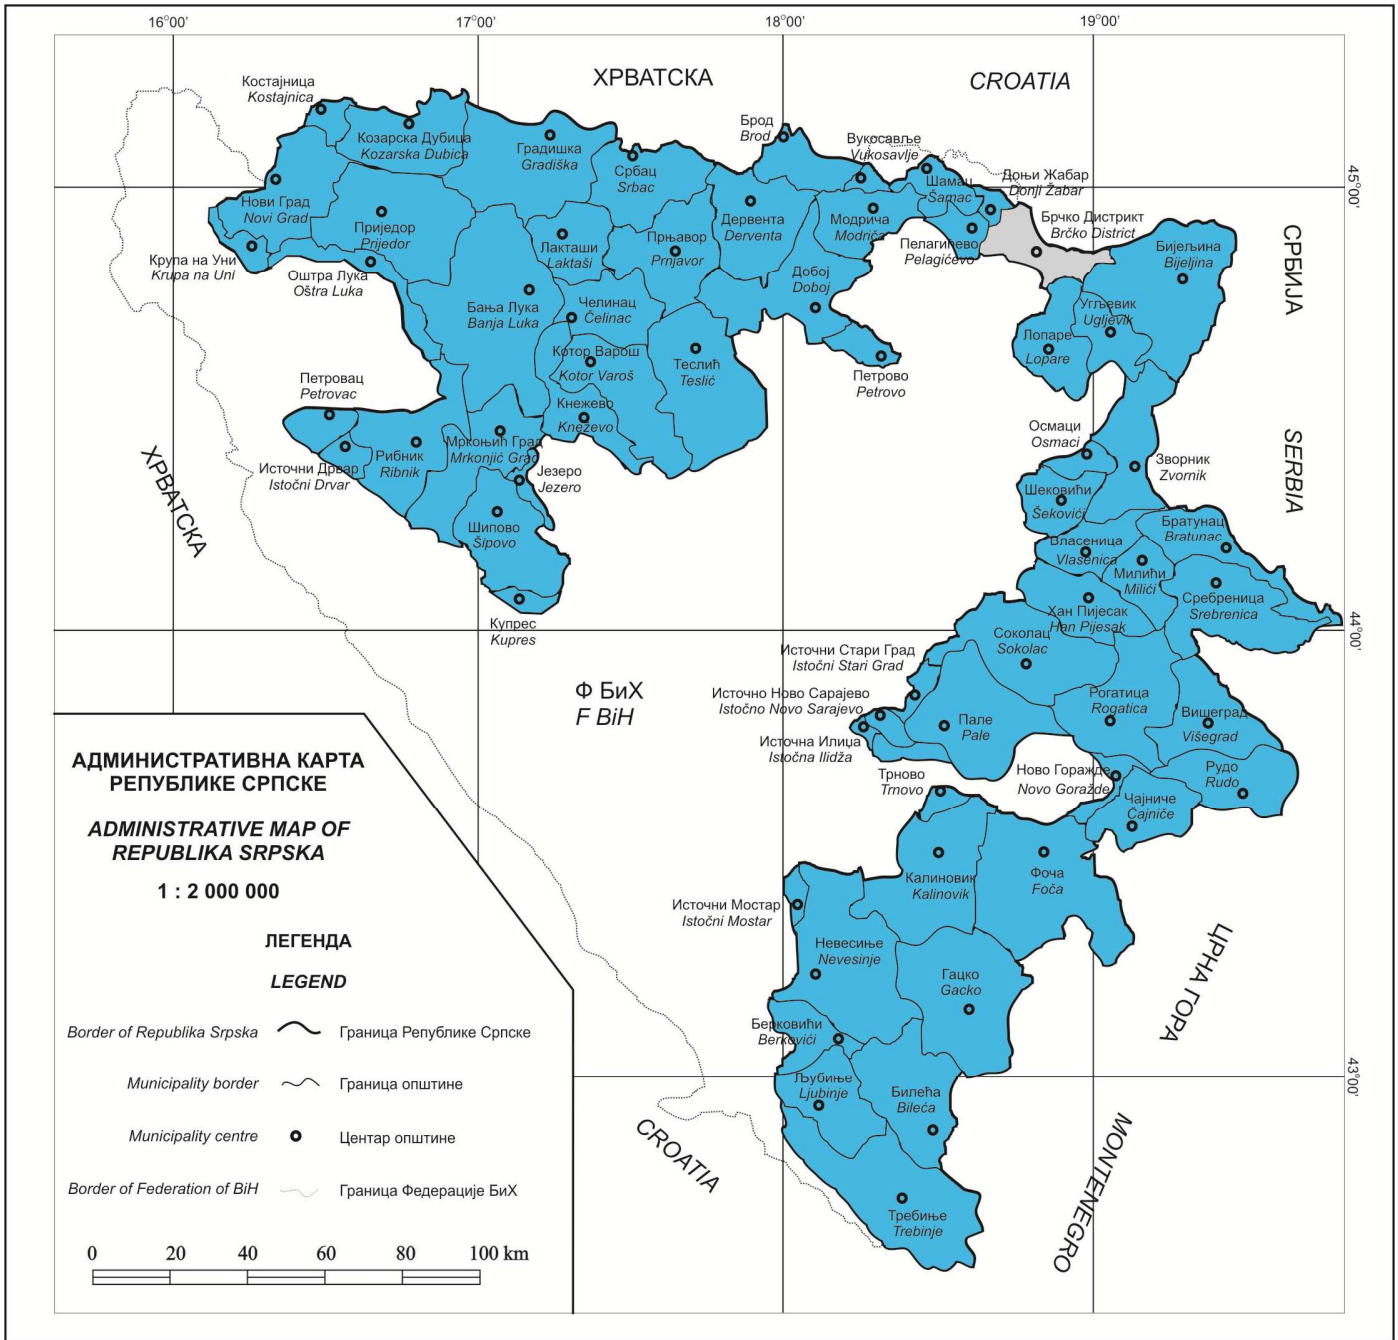 16°00'
17°00'
18°00'
19°00'
ХРВАТСКА
CROATIA
Костајница
Kostajnica
Козарска Дубица
Kozarska Dubica
Градишка
Gradiška
Србац
Srbac
Брод
Brod
Вукосавље
Vukosavlje
Шамац
Šamac
Доњи Жабар
Donji Žabar
45°00'
Нови Град
Novi Grad
Приједор
Prijedor
Лакташи
Laktaši
Прњавор
Prnjavor
Дервента
Derventa
Модрича
Modriča
Пелагићево
Pelagićevo
Брчко Дистрикт
Brčko District
Бијељина
Bijeljina
СРБИЈА
Крупа на Уни
Krupa na Uni
Оштра Лука
Oštra Luka
Бања Лука
Banja Luka
Челинац
Čelinac
Добој
Doboj
Угљевик
Ugljevik
Лопаре
Lopare
Котор Варош
Kotor Varoš
Теслић
Teslić
Петрово
Petrovo
Петровац
Petrovac
Кнежево
Knezevo
Источни Дрвар
Istočni Drvar
Рибник
Ribnik
Мркоњић Град
Mrkonjić Grad
Језеро
Jezero
Осмаци
Osmaci
Зворник
Zvornik
SERBIA
ХРВАТСКА
Шипово
Šipovo
Шековићи
Šekovići
Братунац
Bratunac
Власеница
Vlasenica
Милићи
Milići
Сребреница
Srebrenica
Хан Пијесак
Han Pijesak
Купрес
Kupres
44°00'
Соколац
Sokolac
Источни Стари Град
Istočni Stari Grad
Ф БиХ
F BiH
Источно Ново Сарајево
Istočno Novo Sarajevo
Источна Илиџа
Istočna Ilidža
Пале
Pale
Рогатица
Rogatica
Вишеград
Višegrad
Трново
Trnovo
Ново Горажде
Novo Goražde
Рудо
Rudo
Чајниче
Čajniče
Калиновик
Kalinovik
Фоча
Foča
Источни Мостар
Istočni Mostar
Невесиње
Nevesinje
Гацко
Gacko
ЦРНА ГОРА
Берковићи
Berkovići
43°00'
Љубиње
Ljubinje
Билећа
Bileća
CROATIA
MONTENEGRO
Требиње
Trebinje
АДМИНИСТРАТИВНА КАРТА
РЕПУБЛИКЕ СРПСКЕ
ADMINISTRATIVE MAP OF
REPUBLIKA SRPSKA
1 : 2 000 000
ЛЕГЕНДА
LEGEND
Border of Republika Srpska Граница Републике Српске
Municipality border Граница општине
Municipality centre Центар општине
Border of Federation of BiH Граница Федерације БиХ
0 20 40 60 80 100 km